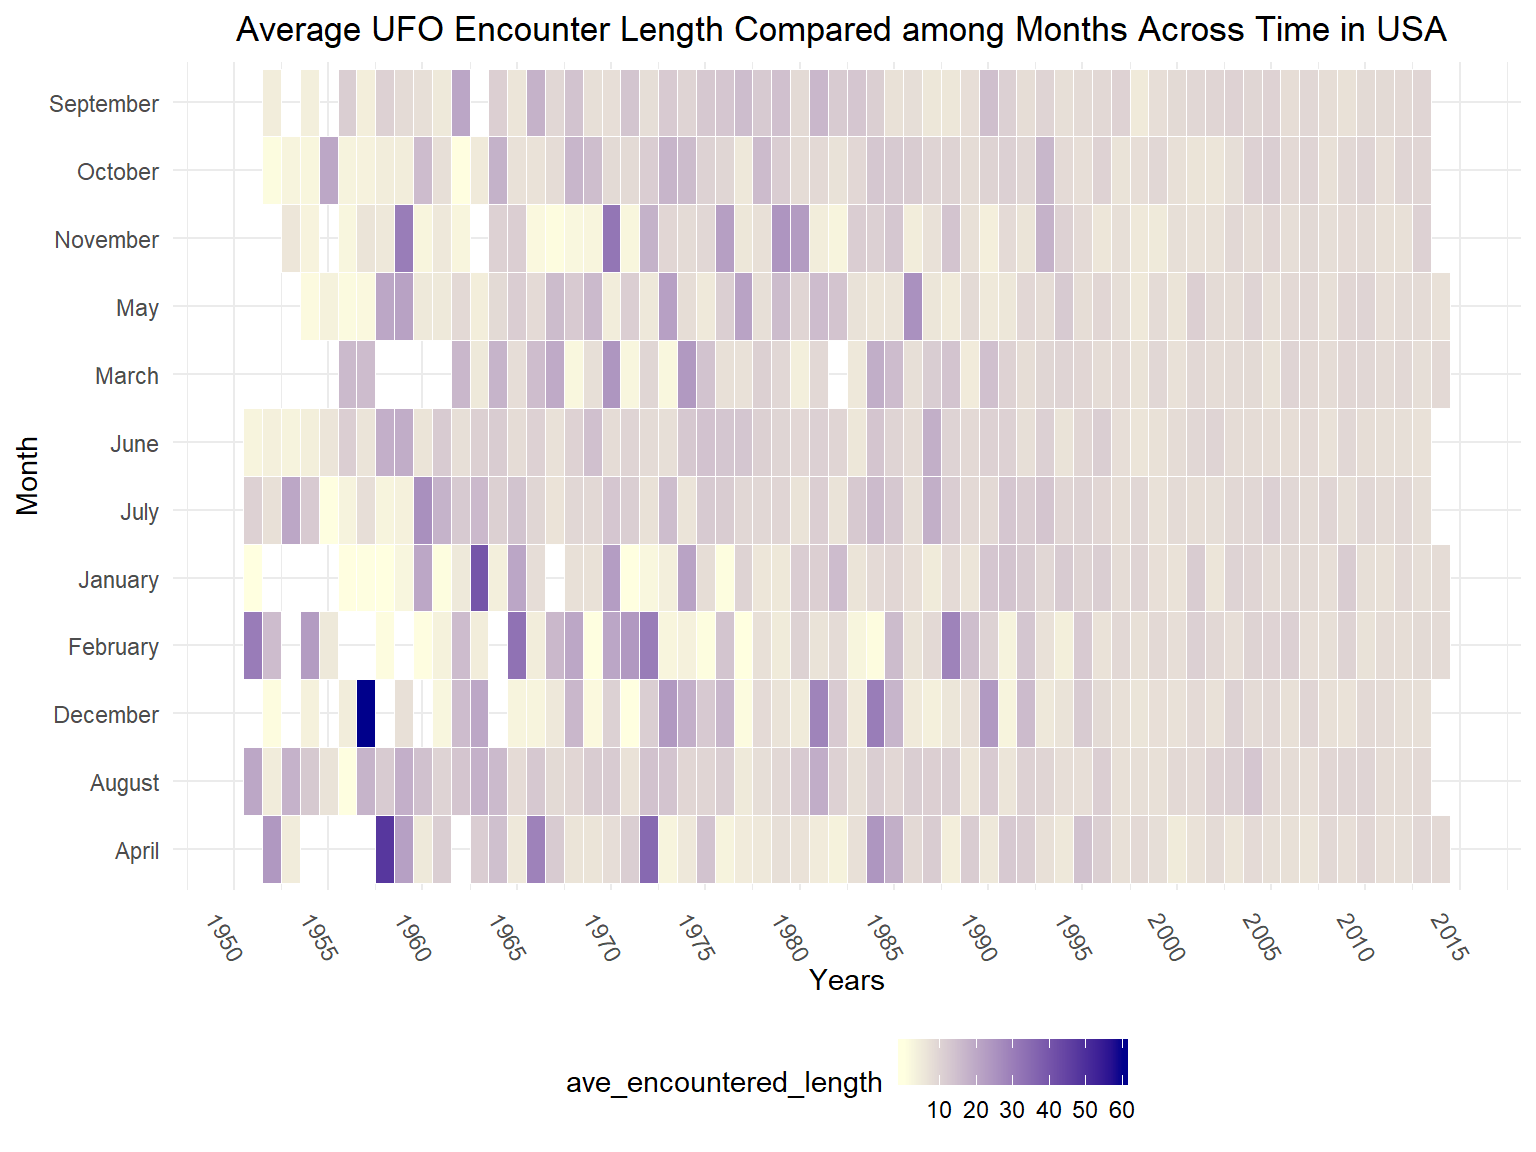 Average UFO Encounter Length Compared among Months Across Time in USA
September
October
November
May
March
June
July
January
February
December
August
April
Month
1950 1955 1960 1965 1970 1975 1980 1985 1990 1995 2000 2005 2010 2015
Years
ave_encountered_length
10 20 30 40 50 60